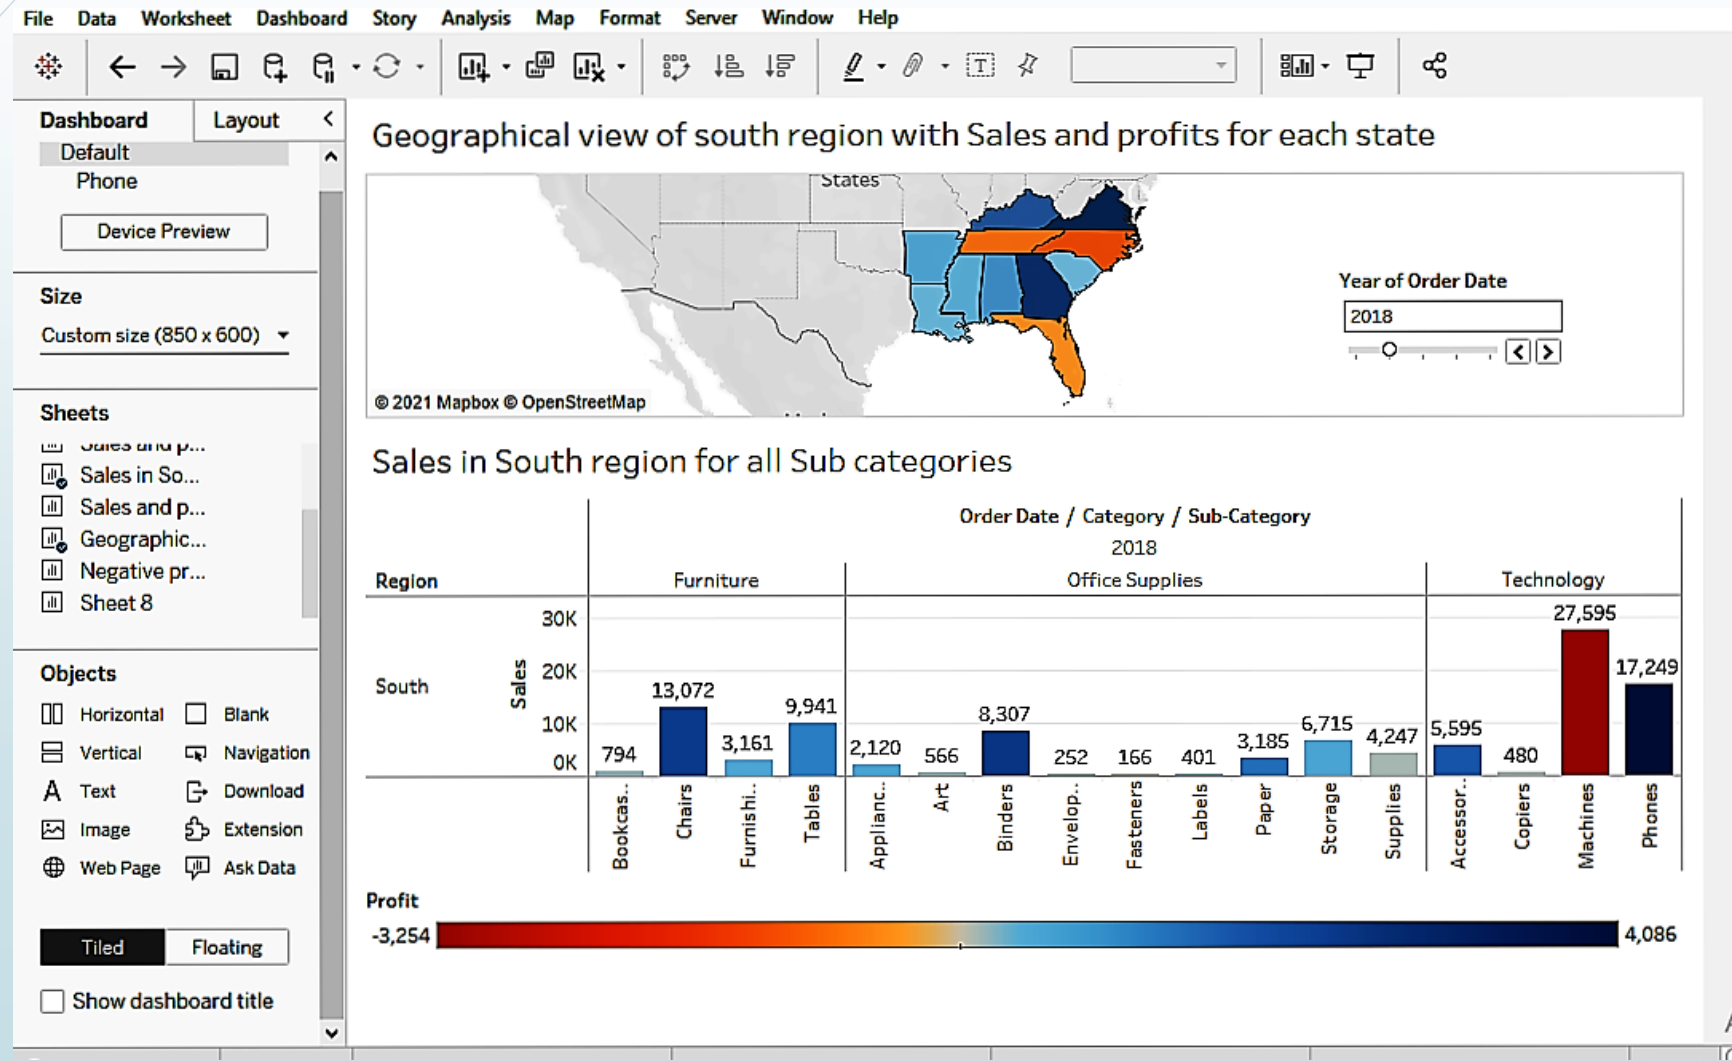 File Data Worksheet Dashboard Story Analysis Map Format Server Window Help
Dashboard Layout
Default
Phone
Device Preview
Size
Custom size (850 x 600)
Sheets
Sales and p...
Sales in So...
Sales and p...
Geographic...
Negative pr...
Sheet 8
Objects
Horizontal Blank
Vertical Navigation
Text Download
Image Extension
Web Page Ask Data
Tiled Floating
Show dashboard title
Geographical view of south region with Sales and profits for each state
States
Year of Order Date
2018
© 2021 Mapbox © OpenStreetMap
Sales in South region for all Sub categories
Order Date / Category / Sub-Category
2018
Region Furniture Office Supplies Technology
South
Sales
30K
20K
10K
0K
794 13,072 3,161 9,941 2,120 566 8,307 252 166 401 3,185 6,715 4,247 5,595 480 27,595 17,249
Bookcas..
Chairs
Furnishi..
Tables
Applianc..
Art
Binders
Envelop..
Fasteners
Labels
Paper
Storage
Supplies
Accessor..
Copiers
Machines
Phones
Profit
-3,254 4,086